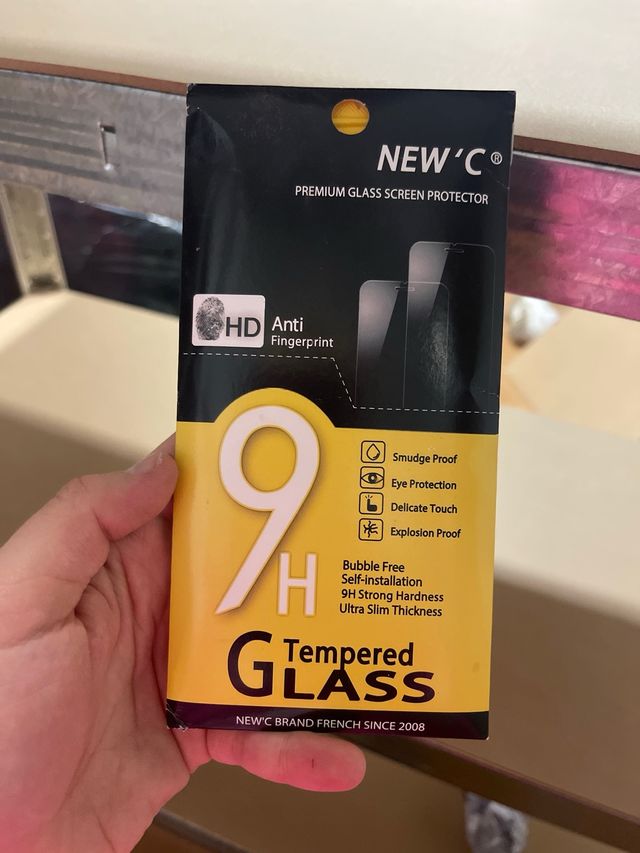 NEW'C®
PREMIUM GLASS SCREEN PROTECTOR
HD
Anti
Fingerprint
9H
Smudge Proof
Eye Protection
Delicate Touch
Explosion Proof
Bubble Free
Self-installation
9H Strong Hardness
Ultra Slim Thickness
Tempered
GLASS
NEW'C BRAND FRENCH SINCE 2008